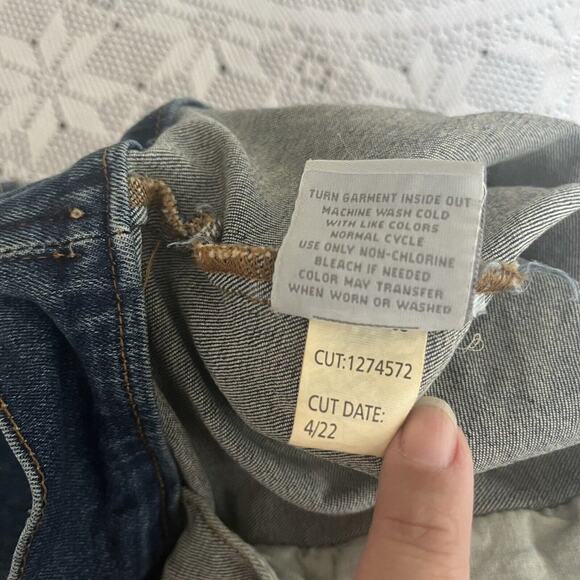 TURN GARMENT INSIDE OUT
MACHINE WASH COLD
WITH LIKE COLORS
NORMAL CYCLE
USE ONLY NON-CHLORINE
BLEACH IF NEEDED
COLOR MAY TRANSFER
WHEN WORN OR WASHED
CUT:1274572
CUT DATE:
4/22